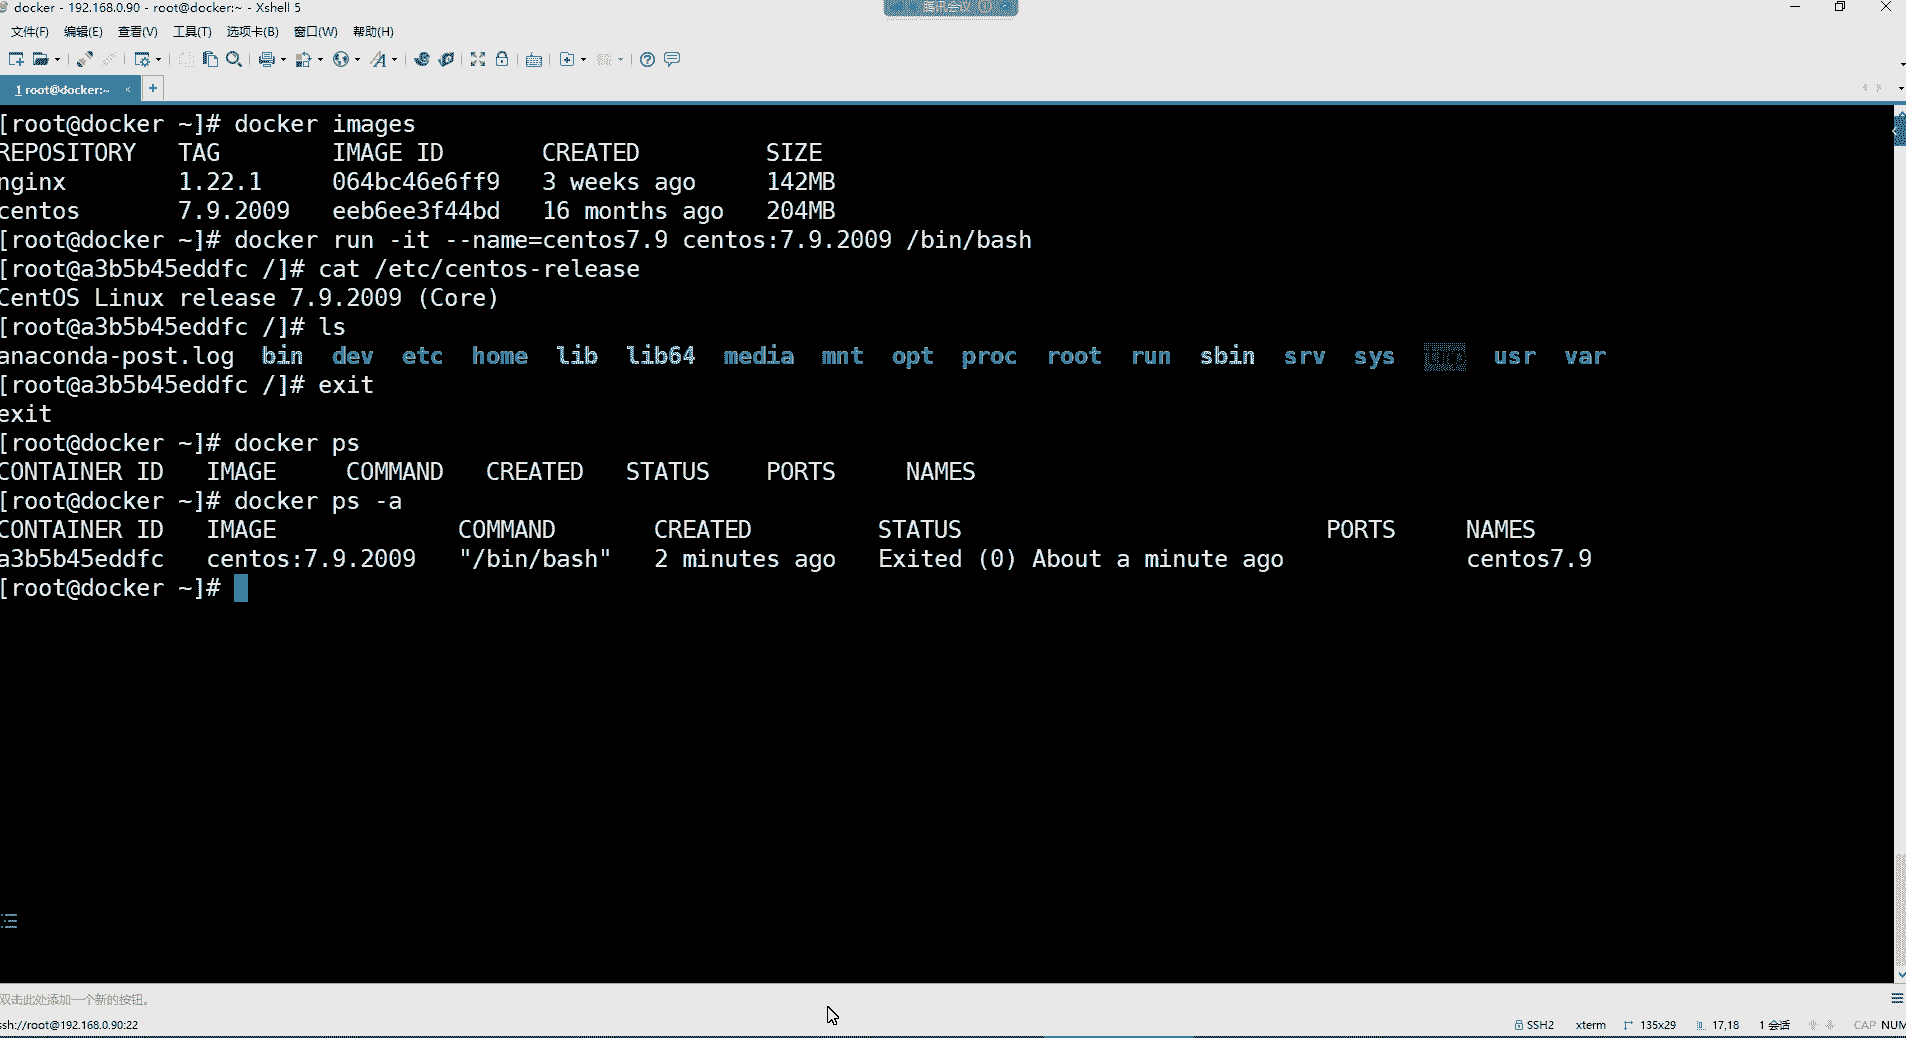 docker - 192.168.0.90 - root@docker:~ - Xshell 5
腾讯会议
文件(F) 编辑(E) 查看(V) 工具(T) 选项卡(B) 窗口(W) 帮助(H)
1 root@docker:~ × +
[root@docker ~]# docker images
REPOSITORY TAG IMAGE ID CREATED SIZE
nginx 1.22.1 064bc46e6ff9 3 weeks ago 142MB
centos 7.9.2009 eeb6ee3f44bd 16 months ago 204MB
[root@docker ~]# docker run -it --name=centos7.9 centos:7.9.2009 /bin/bash
[root@a3b5b45eddfc /]# cat /etc/centos-release
CentOS Linux release 7.9.2009 (Core)
[root@a3b5b45eddfc /]# ls
anaconda-post.log bin dev etc home lib lib64 media mnt opt proc root run sbin srv sys tmp usr var
[root@a3b5b45eddfc /]# exit
exit
[root@docker ~]# docker ps
CONTAINER ID IMAGE COMMAND CREATED STATUS PORTS NAMES
[root@docker ~]# docker ps -a
CONTAINER ID IMAGE COMMAND CREATED STATUS PORTS NAMES
a3b5b45eddfc centos:7.9.2009 "/bin/bash" 2 minutes ago Exited (0) About a minute ago centos7.9
[root@docker ~]#
双击此处添加一个新的按钮。
ssh://root@192.168.0.90:22 SSH2 xterm 135x29 17,18 1 会话 CAP NUM